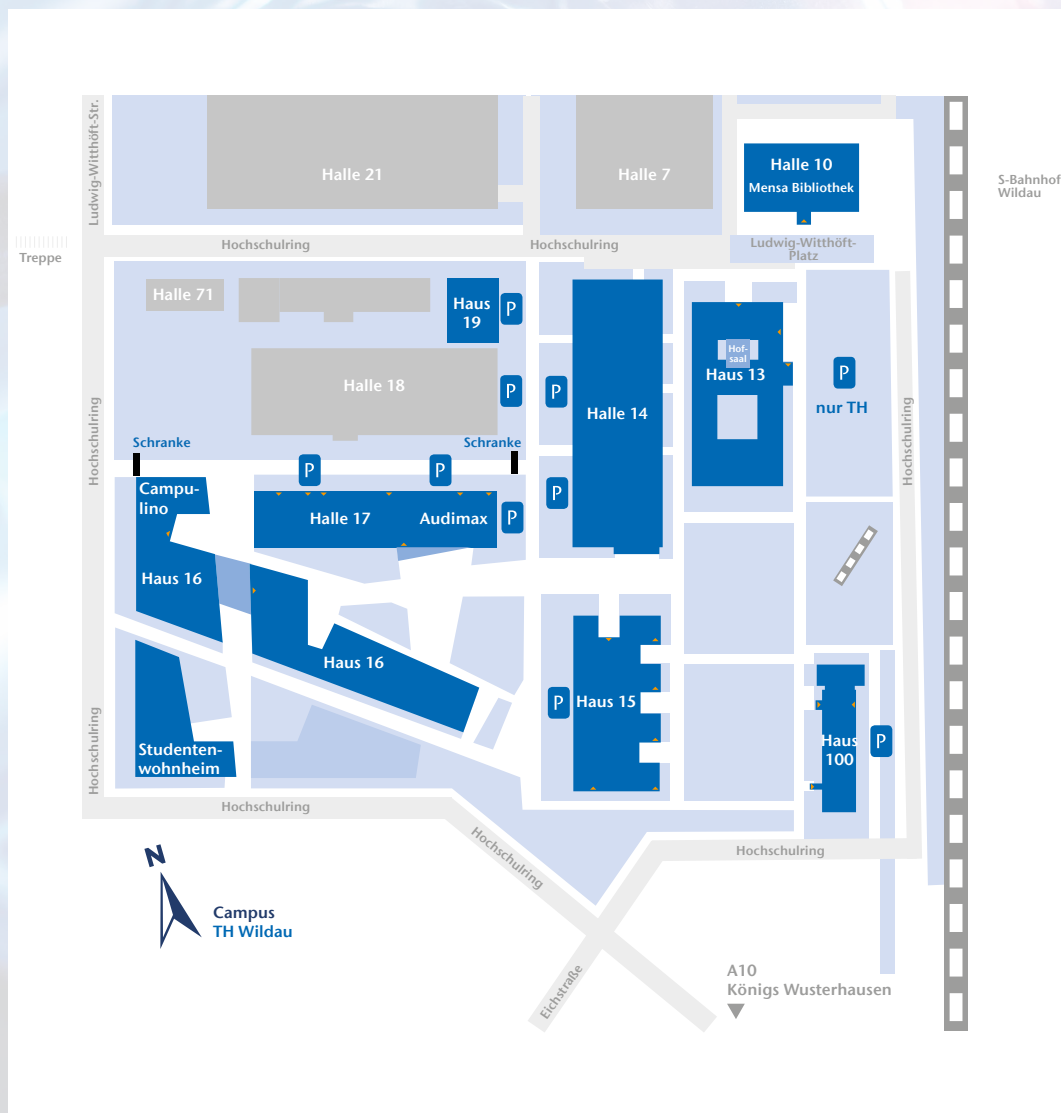 Ludwig-Witthöft-Str.
Halle 21
Halle 7
Halle 10
Mensa Bibliothek
S-Bahnhof
Wildau
Treppe
Hochschulring
Hochschulring
Ludwig-Witthöft-
Platz
Halle 71
Haus
19
P
Halle 18
P
P
Halle 14
Hof-
saal
Haus 13
P
nur TH
Hochschulring
Hochschulring
Schranke
Schranke
P
P
P
P
Campu-
lino
Halle 17
Audimax
Haus 16
Haus 16
P
Haus 15
Haus
100
P
Hochschulring
Studenten-
wohnheim
Hochschulring
Hochschulring
Hochschulring
N
Campus
TH Wildau
Eichstraße
A10
Königs Wusterhausen